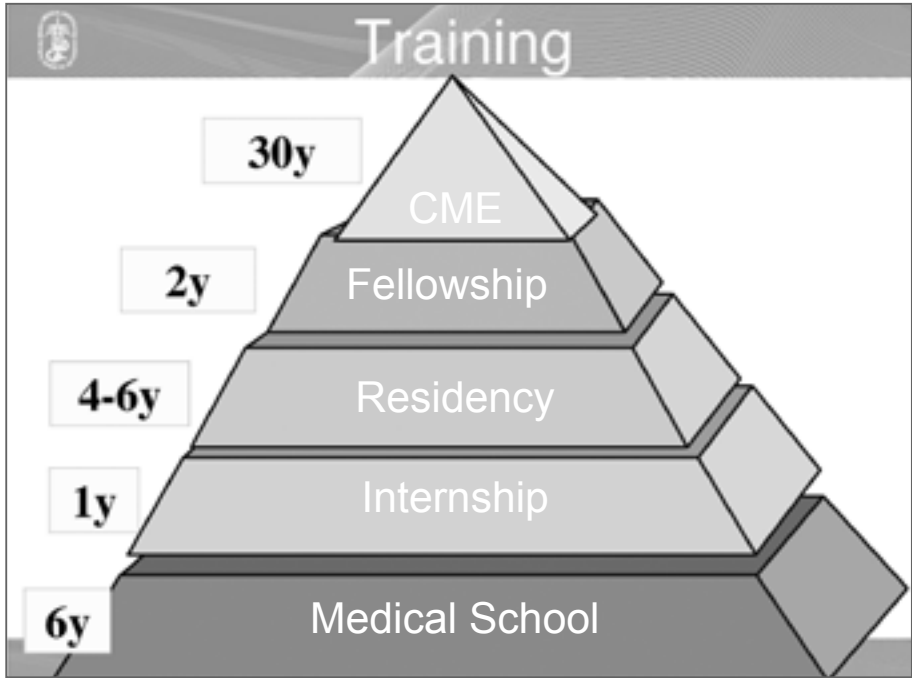 Training
30y
CME
2y
Fellowship
4-6y
Residency
1y
Internship
6y
Medical School